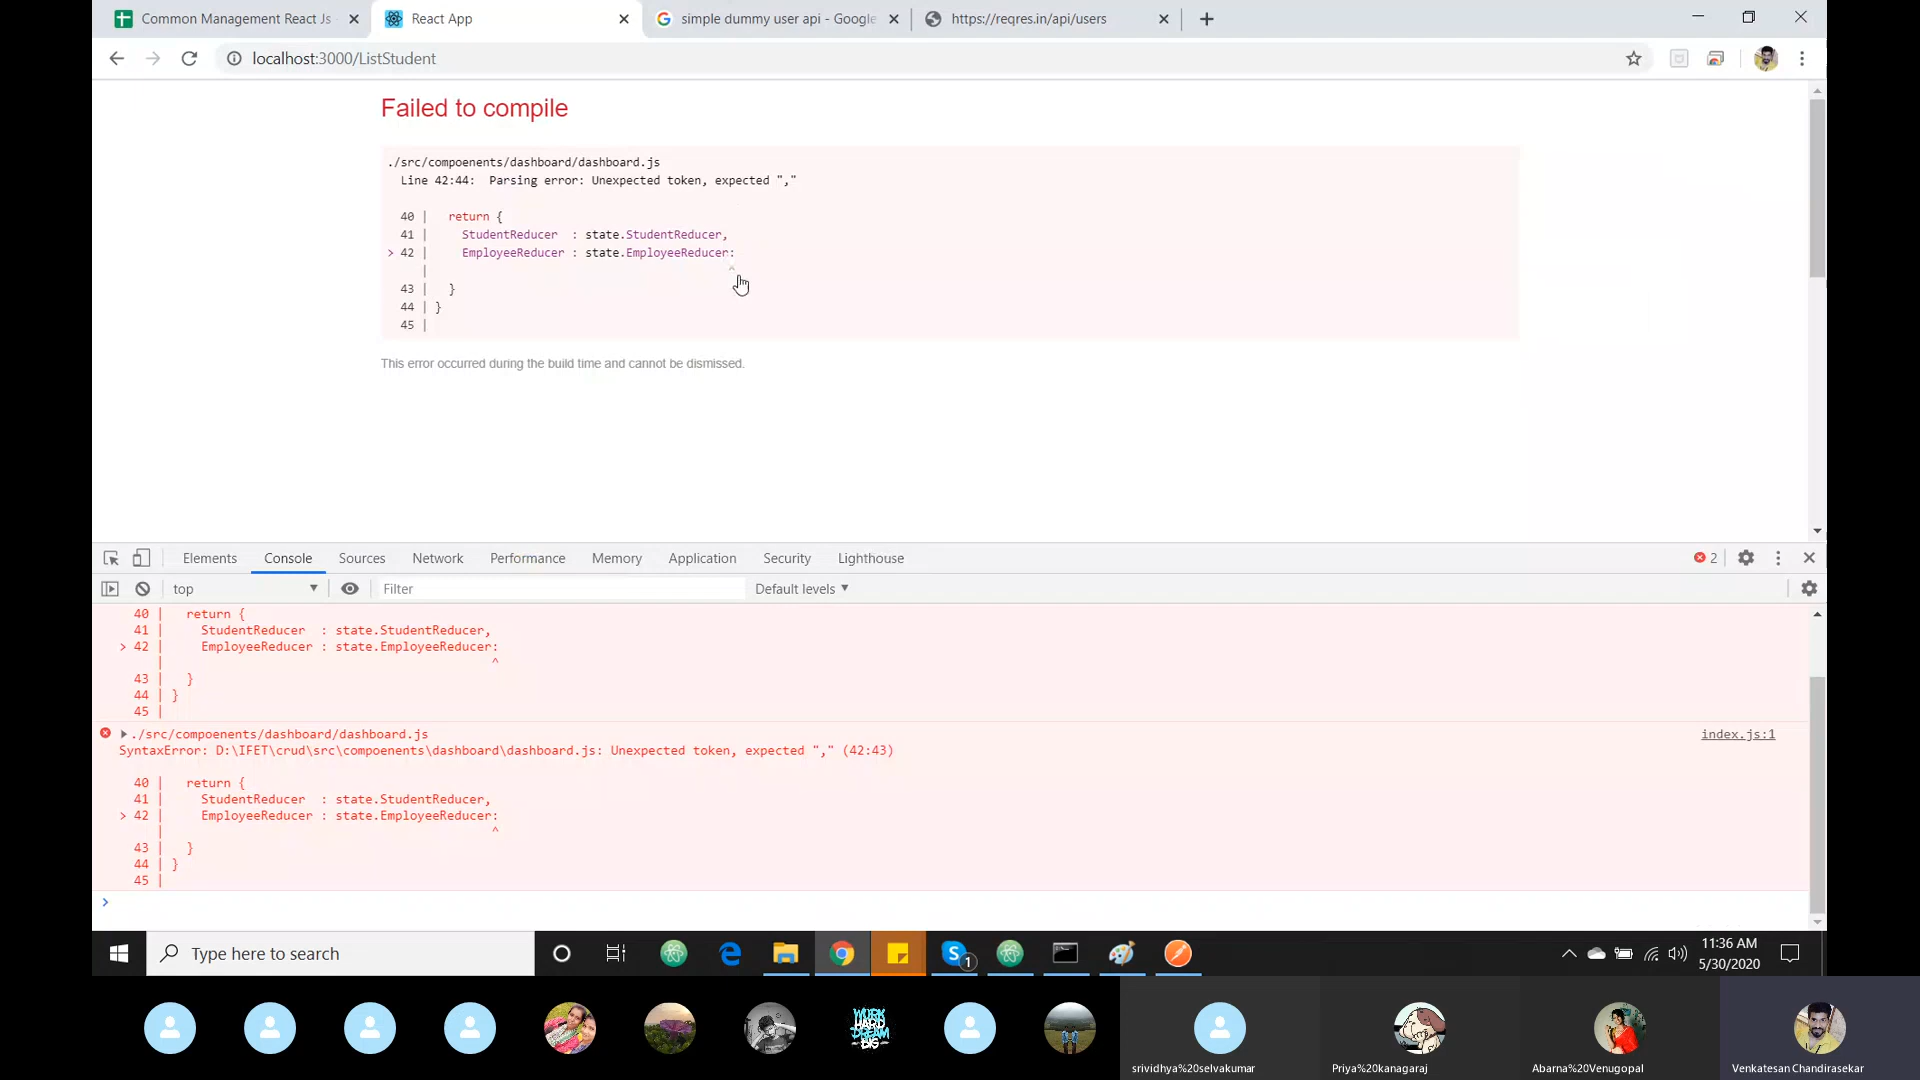 Common Management React Js
React App
simple dummy user api - Google
https://reqres.in/api/users
localhost:3000/ListStudent
Failed to compile
./src/compoenents/dashboard/dashboard.js
Line 42:44:  Parsing error: Unexpected token, expected ","
40 |   return {
41 |     StudentReducer  : state.StudentReducer,
> 42 |     EmployeeReducer : state.EmployeeReducer:
|                                            ^
43 |   }
44 | }
45 |
This error occurred during the build time and cannot be dismissed.
Elements Console Sources Network Performance Memory Application Security Lighthouse
2
top
Filter
Default levels
40 |   return {
41 |     StudentReducer  : state.StudentReducer,
> 42 |     EmployeeReducer : state.EmployeeReducer:
|                                            ^
43 |   }
44 | }
45 |
./src/compoenents/dashboard/dashboard.js
index.js:1
SyntaxError: D:\IFET\crud\src\compoenents\dashboard\dashboard.js: Unexpected token, expected "," (42:43)
40 |   return {
41 |     StudentReducer  : state.StudentReducer,
> 42 |     EmployeeReducer : state.EmployeeReducer:
|                                            ^
43 |   }
44 | }
45 |
>
Type here to search
S 1
11:36 AM
5/30/2020
WORK
HARD
DREAM
BIG
srividhya%20selvakumar
Priya%20kanagaraj
Abarna%20Venugopal
Venkatesan Chandirasekar